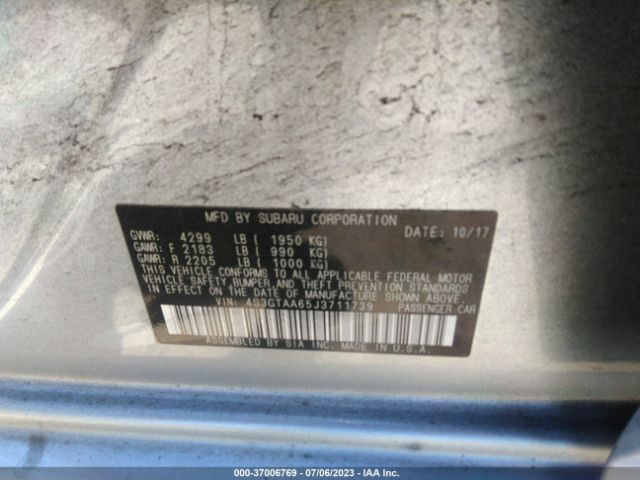 MFD BY SUBARU CORPORATION DATE: 10/17
GVWR: 4299 LB ( 1950 KG)
GAWR: F 2183 LB ( 990 KG)
GAWR: R 2205 LB ( 1000 KG)
THIS VEHICLE CONFORMS TO ALL APPLICABLE FEDERAL MOTOR
VEHICLE SAFETY, BUMPER, AND THEFT PREVENTION STANDARDS
IN EFFECT ON THE DATE OF MANUFACTURE SHOWN ABOVE.
VIN: 4S3GTAA65J3711739 PASSENGER CAR
ASSEMBLED BY SIA INC. MADE IN U.S.A.
000-37006769 - 07/06/2023 - © IAA Inc.